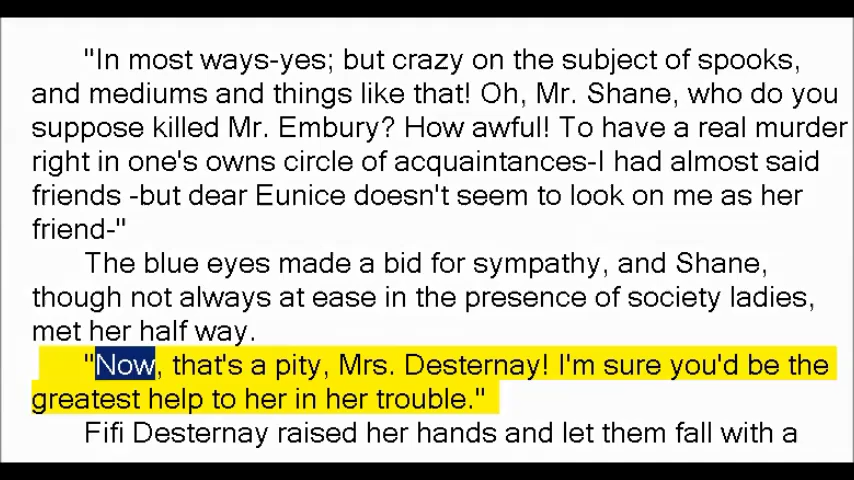 "In most ways-yes; but crazy on the subject of spooks,
and mediums and things like that! Oh, Mr. Shane, who do you
suppose killed Mr. Embury? How awful! To have a real murder
right in one's owns circle of acquaintances-I had almost said
friends -but dear Eunice doesn't seem to look on me as her
friend-"
The blue eyes made a bid for sympathy, and Shane,
though not always at ease in the presence of society ladies,
met her half way.
"Now, that's a pity, Mrs. Desternay! I'm sure you'd be the
greatest help to her in her trouble."
Fifi Desternay raised her hands and let them fall with a